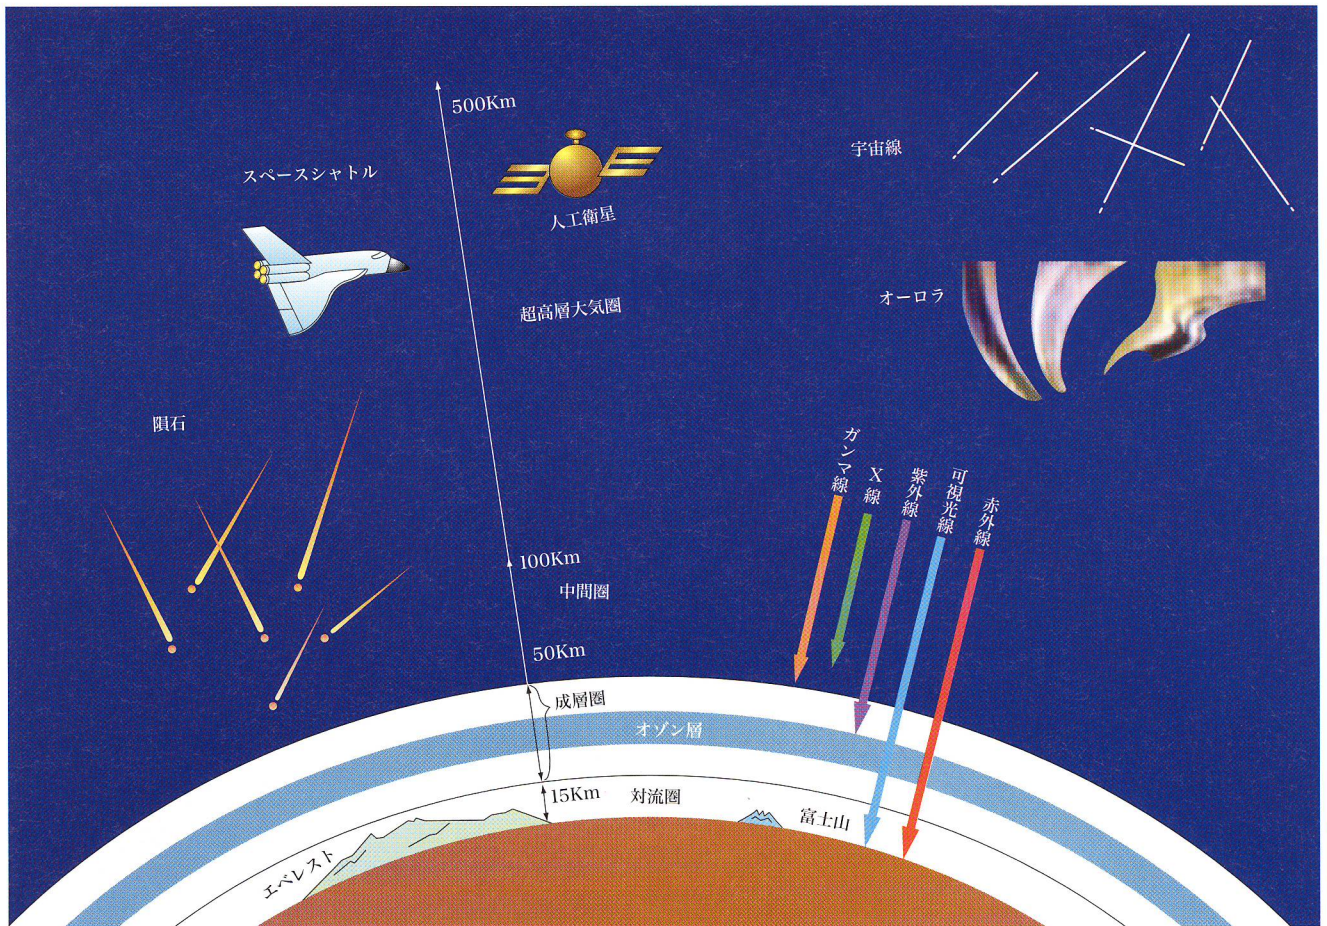 500Km
宇宙線
スペースシャトル
人工衛星
オーロラ
超高層大気圏
隕石
ガンマ線
X線
紫外線
可視光線
赤外線
100Km
中間圏
50Km
成層圏
オゾン層
15Km
対流圏
富士山
エベレスト